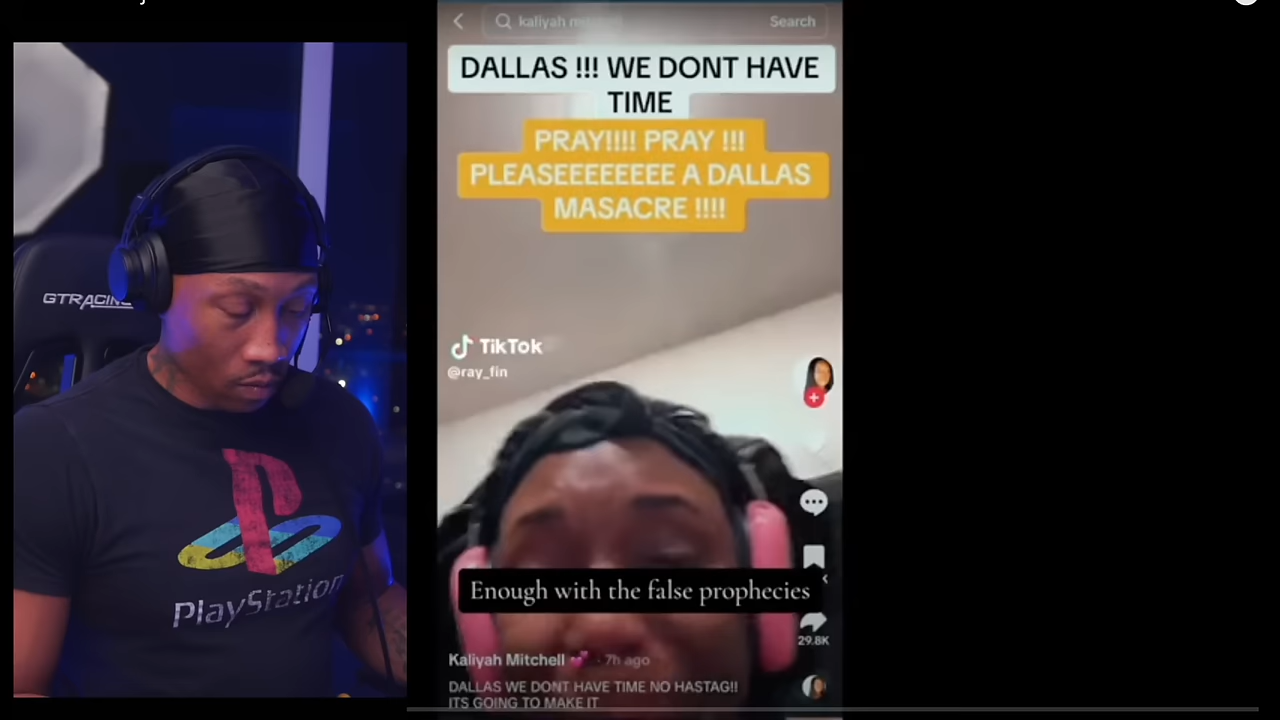 kaliyah
Search
DALLAS !!! WE DONT HAVE
TIME
PRAY!!!! PRAY !!!
PLEASEEEEEEEE A DALLAS
MASACRE !!!!
GTRACING
TikTok
@ray_fin
PlayStation
Enough with the false prophecies
29.8K
Kaliyah Mitchell 💕 · 7h ago
DALLAS WE DONT HAVE TIME NO HASTAG!!
ITS GOING TO MAKE IT